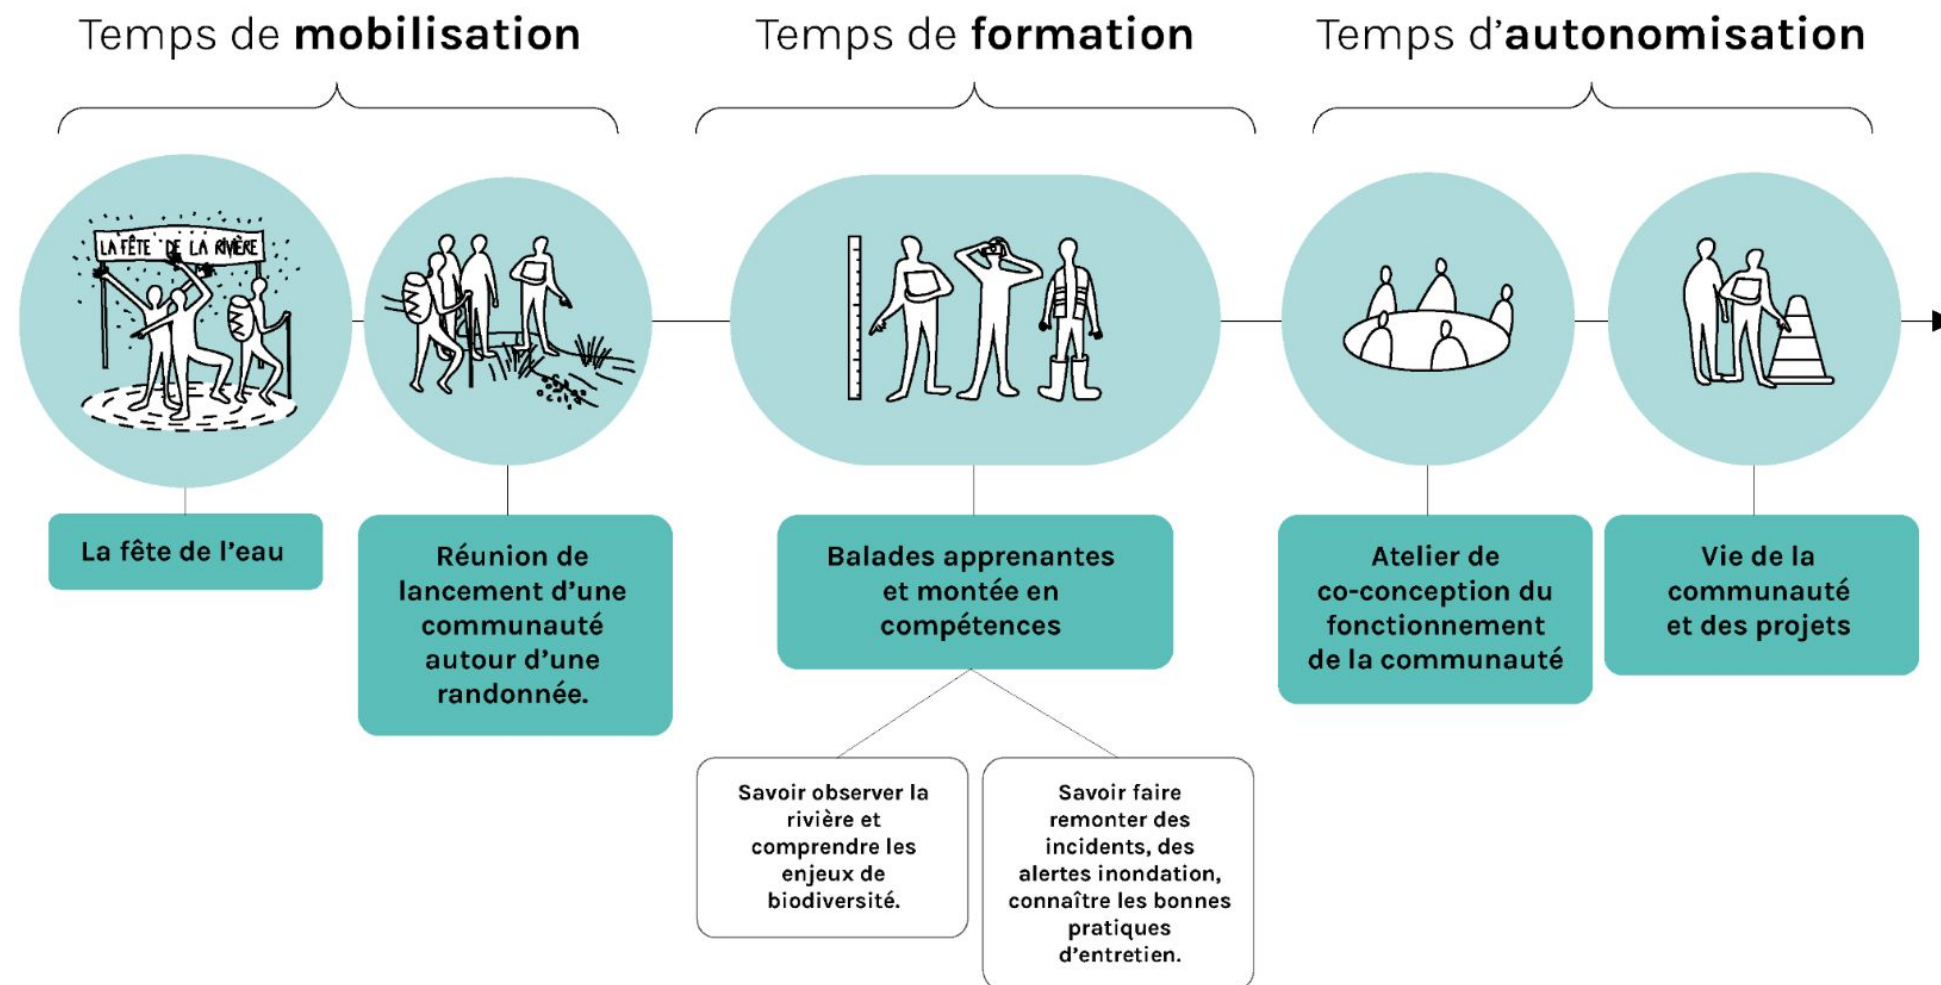 Temps de mobilisation
Temps de formation
Temps d’autonomisation
LA FÊTE DE LA RIVIÈRE
La fête de l’eau
Réunion de
lancement d’une
communauté
autour d’une
randonnée.
Balades apprenantes
et montée en
compétences
Atelier de
co-conception du
fonctionnement
de la communauté
Vie de la
communauté
et des projets
Savoir observer la
rivière et
comprendre les
enjeux de
biodiversité.
Savoir faire
remonter des
incidents, des
alertes inondation,
connaître les bonnes
pratiques
d’entretien.